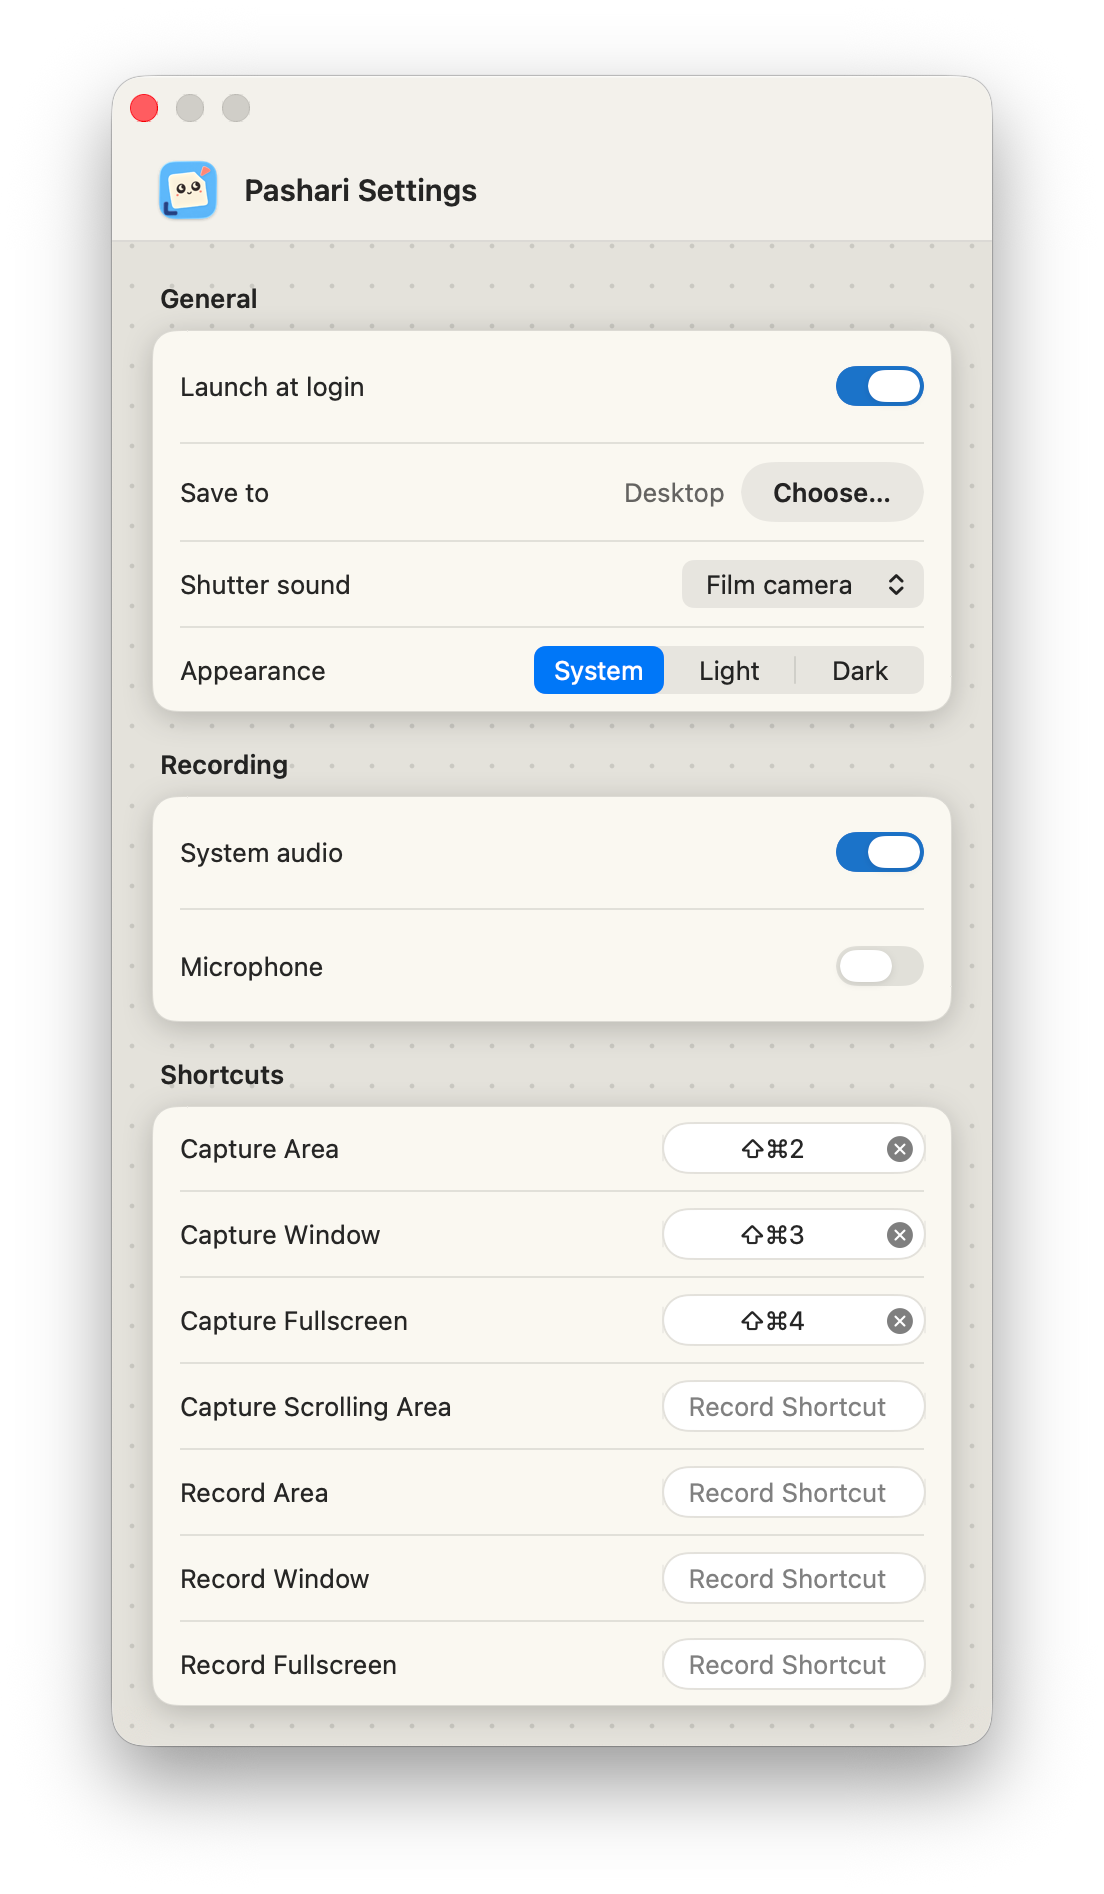 Pashari Settings
General
Launch at login
Save to Desktop Choose...
Shutter sound Film camera
Appearance System Light Dark
Recording
System audio
Microphone
Shortcuts
Capture Area ⇧⌘2
Capture Window ⇧⌘3
Capture Fullscreen ⇧⌘4
Capture Scrolling Area Record Shortcut
Record Area Record Shortcut
Record Window Record Shortcut
Record Fullscreen Record Shortcut